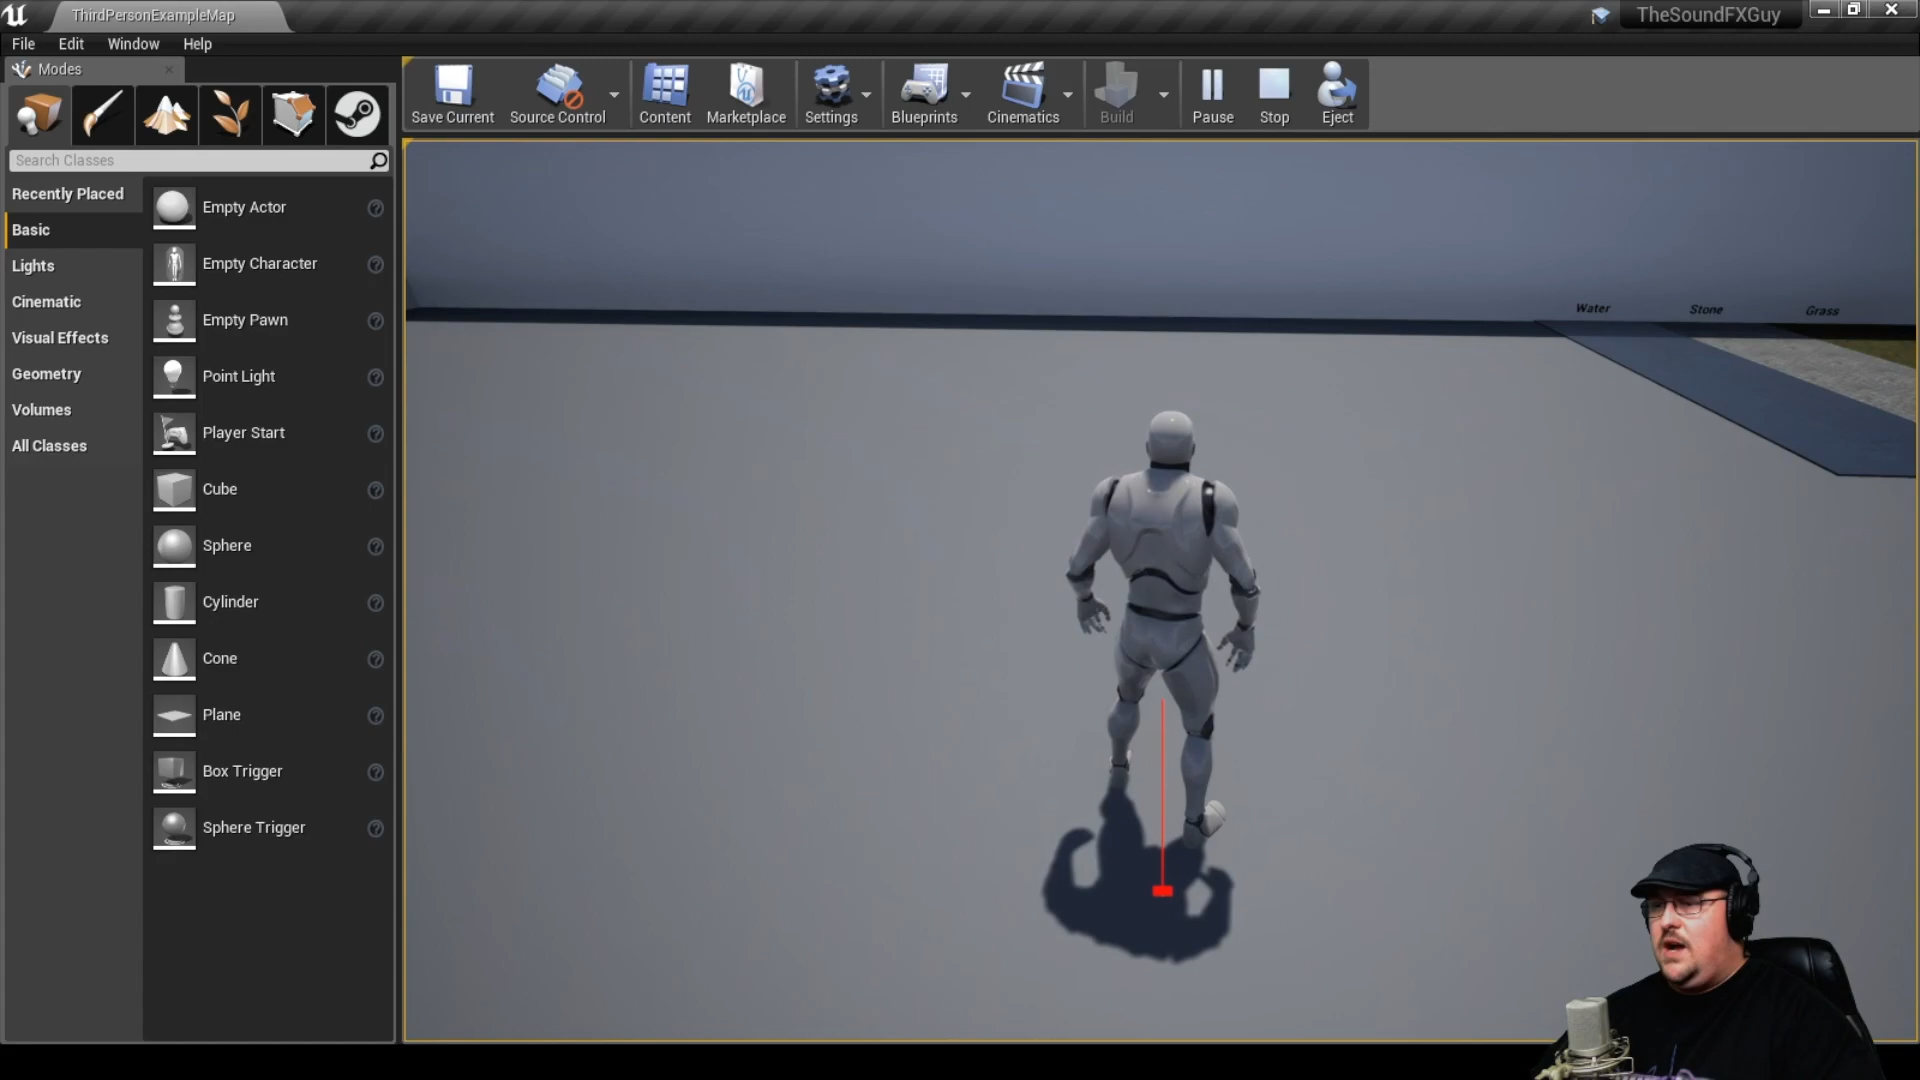 ThirdPersonExampleMap
TheSoundFXGuy
File Edit Window Help
Modes
Save Current Source Control Content Marketplace Settings Blueprints Cinematics Build Pause Stop Eject
Search Classes
Recently Placed
Basic
Lights
Cinematic
Visual Effects
Geometry
Volumes
All Classes
Empty Actor
Empty Character
Empty Pawn
Point Light
Player Start
Cube
Sphere
Cylinder
Cone
Plane
Box Trigger
Sphere Trigger
Water Stone Grass